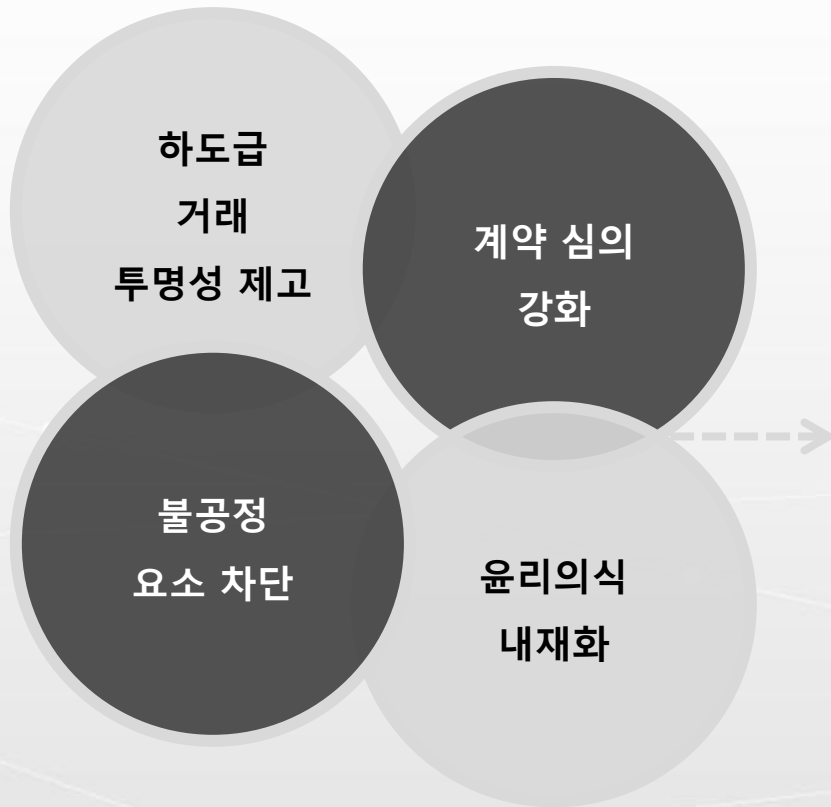 하도급
거래
투명성 제고
계약 심의
강화
불공정
요소 차단
윤리의식
내재화